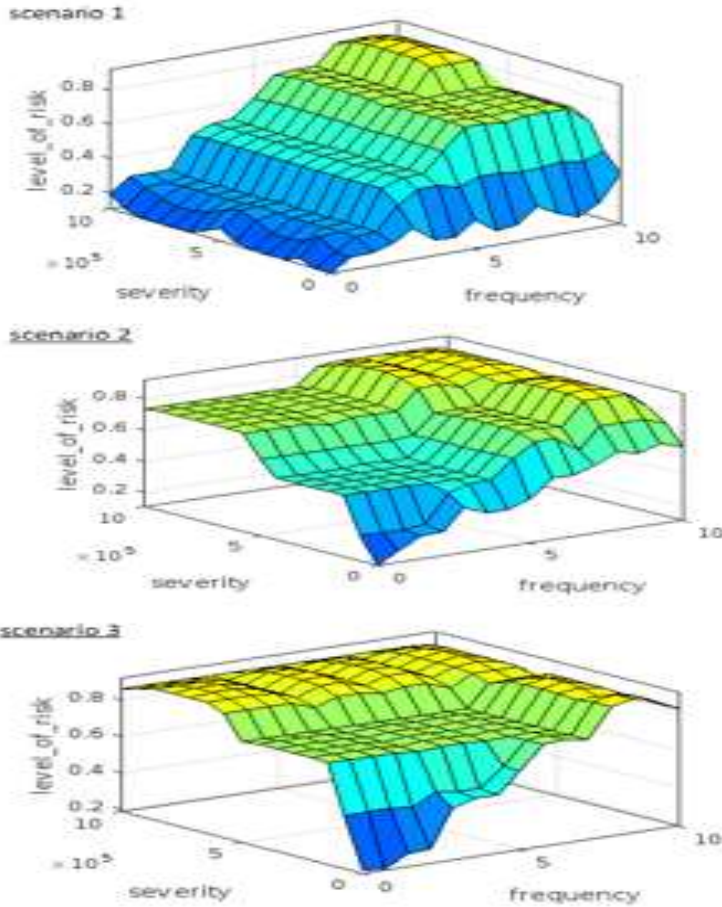 scenario 1
level_of_risk
0.8
0.6
0.4
0.2
10
5
0
× 10⁵
severity
0
5
10
frequency
scenario 2
level_of_risk
0.8
0.6
0.4
0.2
10
5
0
× 10⁵
severity
0
5
10
frequency
scenario 3
level_of_risk
0.8
0.6
0.4
0.2
10
5
0
× 10⁵
severity
0
5
10
frequency